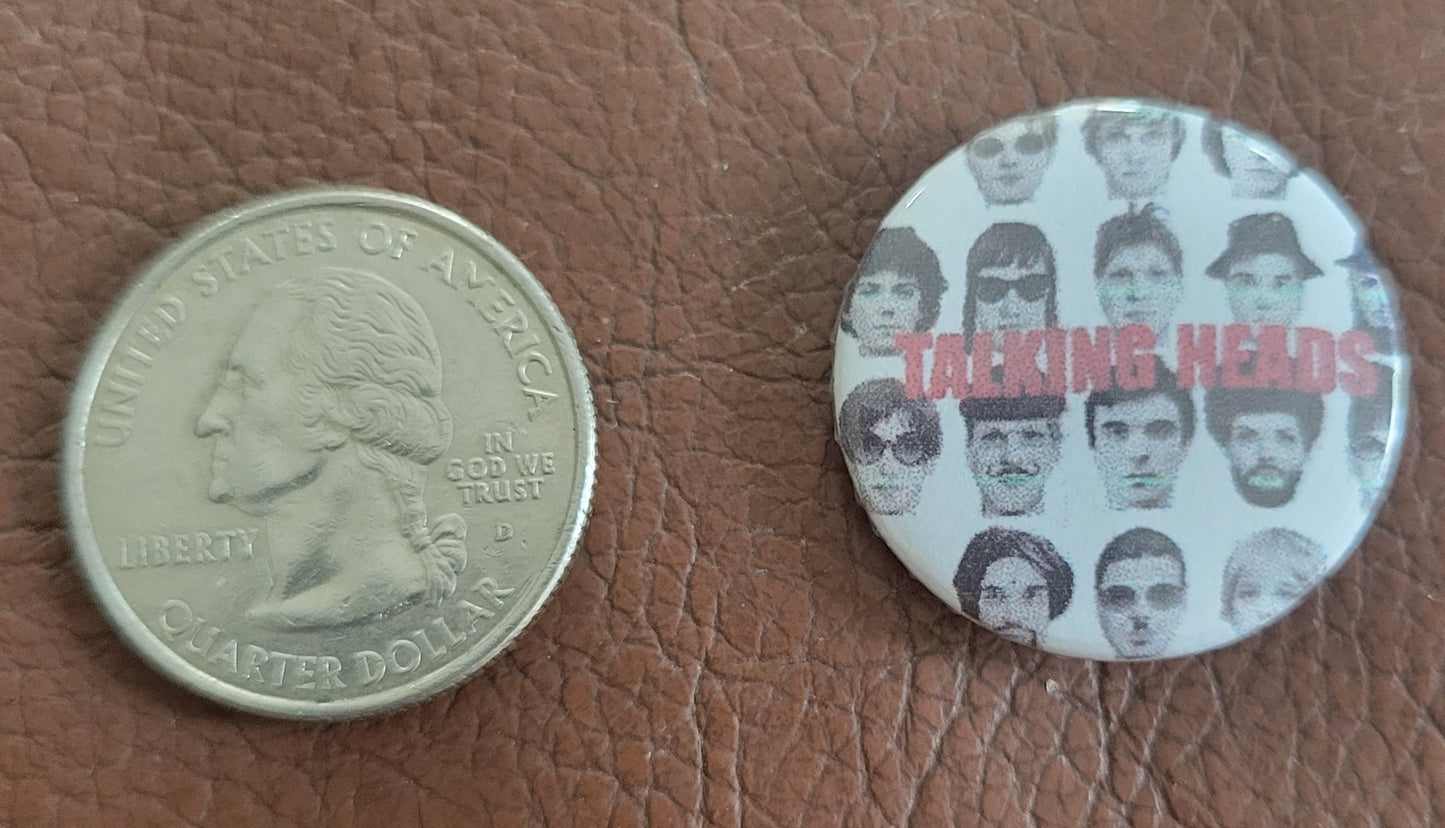 UNITED STATES OF AMERICA
IN
GOD WE
TRUST
D
LIBERTY
QUARTER DOLLAR
TALKING HEADS